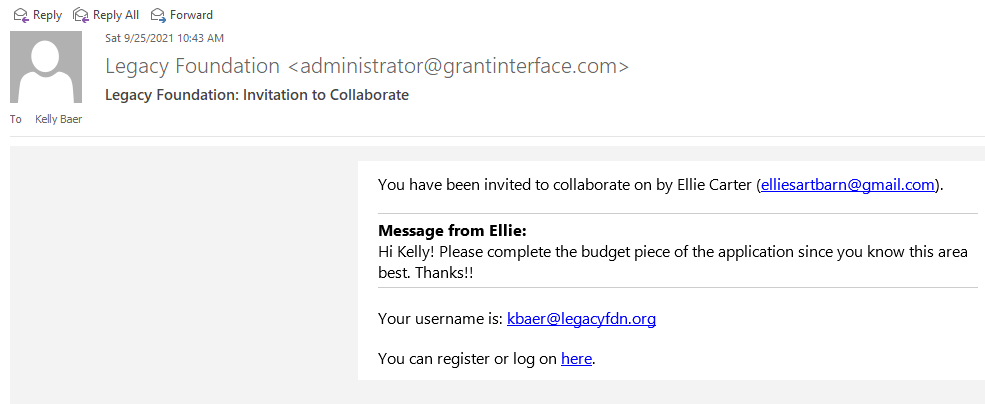 Reply Reply All Forward
Sat 9/25/2021 10:43 AM
Legacy Foundation <administrator@grantinterface.com>
Legacy Foundation: Invitation to Collaborate
To Kelly Baer
You have been invited to collaborate on by Ellie Carter (elliesartbarn@gmail.com).
Message from Ellie:
Hi Kelly! Please complete the budget piece of the application since you know this area
best. Thanks!!
Your username is: kbaer@legacyfdn.org
You can register or log on here.